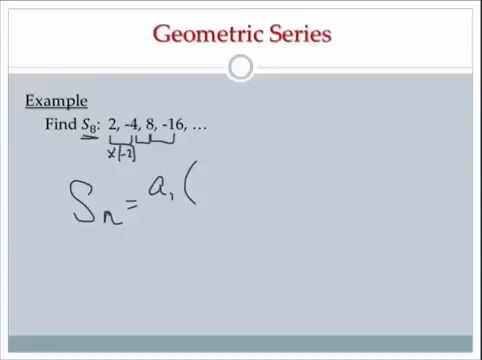 Geometric Series
Example
Find S₈: 2, -4, 8, -16, ...
x(-2)
Sₙ = a₁ (